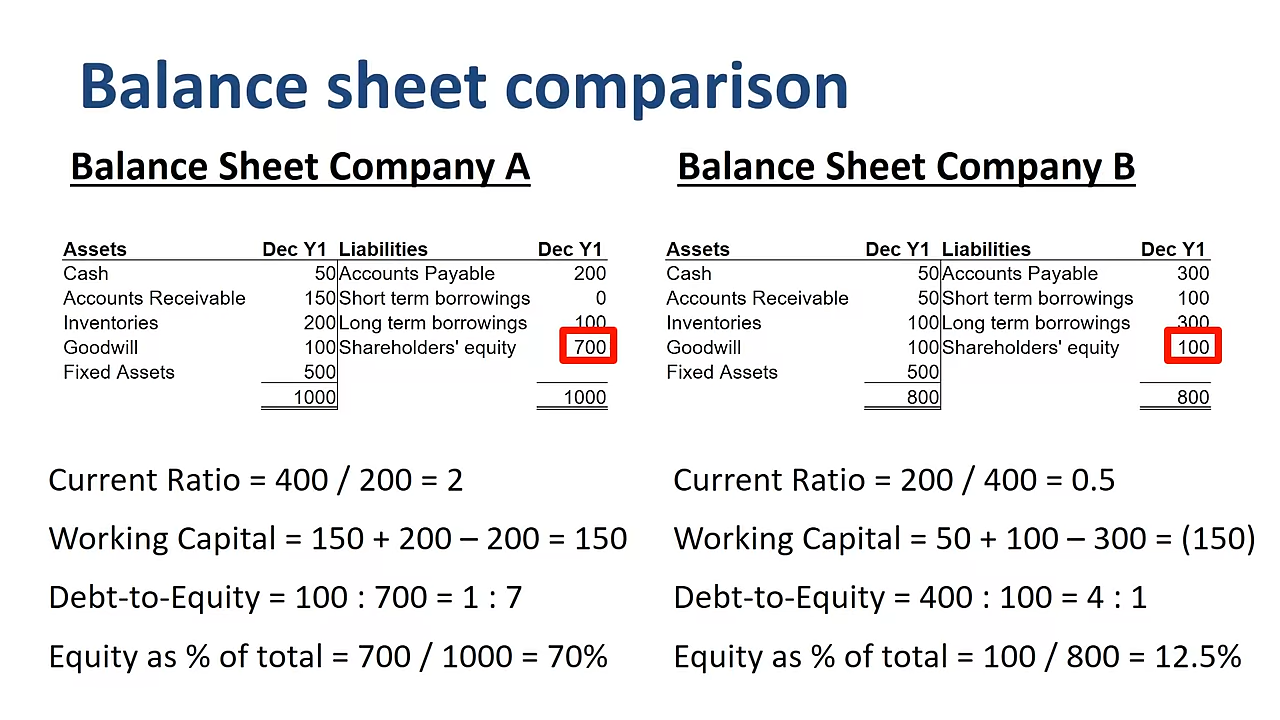 Balance sheet comparison
Balance Sheet Company A
Assets Dec Y1 Liabilities Dec Y1
Cash 50 Accounts Payable 200
Accounts Receivable 150 Short term borrowings 0
Inventories 200 Long term borrowings 100
Goodwill 100 Shareholders' equity 700
Fixed Assets 500
1000 1000
Current Ratio = 400 / 200 = 2
Working Capital = 150 + 200 – 200 = 150
Debt-to-Equity = 100 : 700 = 1 : 7
Equity as % of total = 700 / 1000 = 70%
Balance Sheet Company B
Assets Dec Y1 Liabilities Dec Y1
Cash 50 Accounts Payable 300
Accounts Receivable 50 Short term borrowings 100
Inventories 100 Long term borrowings 300
Goodwill 100 Shareholders' equity 100
Fixed Assets 500
800 800
Current Ratio = 200 / 400 = 0.5
Working Capital = 50 + 100 – 300 = (150)
Debt-to-Equity = 400 : 100 = 4 : 1
Equity as % of total = 100 / 800 = 12.5%